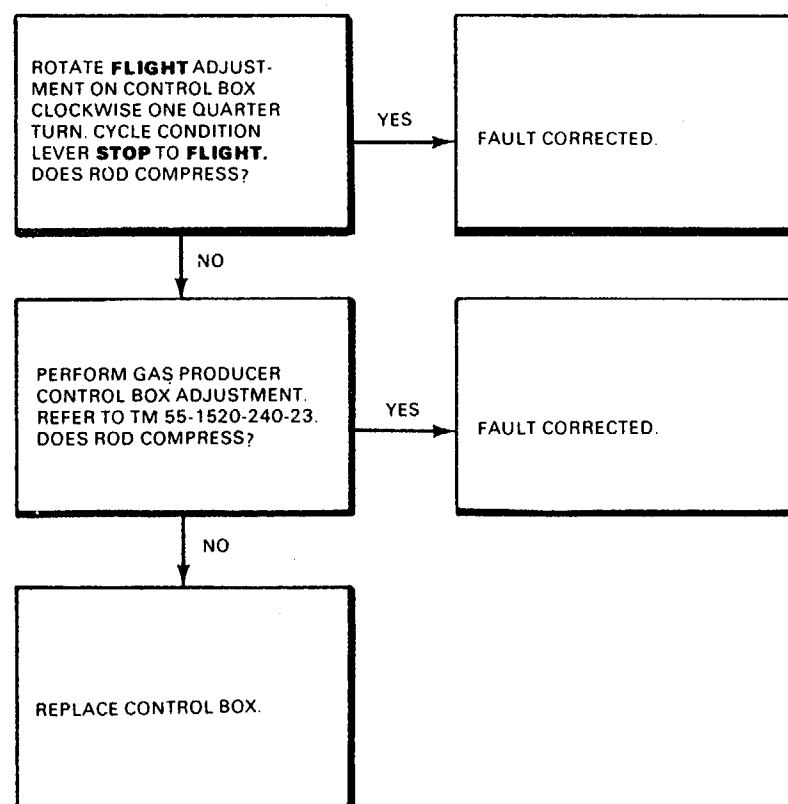 ROTATE FLIGHT ADJUST-
MENT ON CONTROL BOX
CLOCKWISE ONE QUARTER
TURN. CYCLE CONDITION
LEVER STOP TO FLIGHT.
DOES ROD COMPRESS?
YES
FAULT CORRECTED.
NO
PERFORM GAS PRODUCER
CONTROL BOX ADJUSTMENT.
REFER TO TM 55-1520-240-23.
DOES ROD COMPRESS?
YES
FAULT CORRECTED.
NO
REPLACE CONTROL BOX.